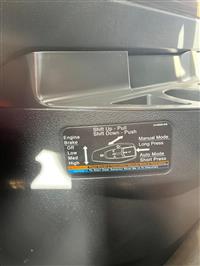 Shift Up - Pull
Shift Down - Push
Engine
Brake
Off
Low
Med
High
Manual Mode
Long Press
Auto Mode
Short Press